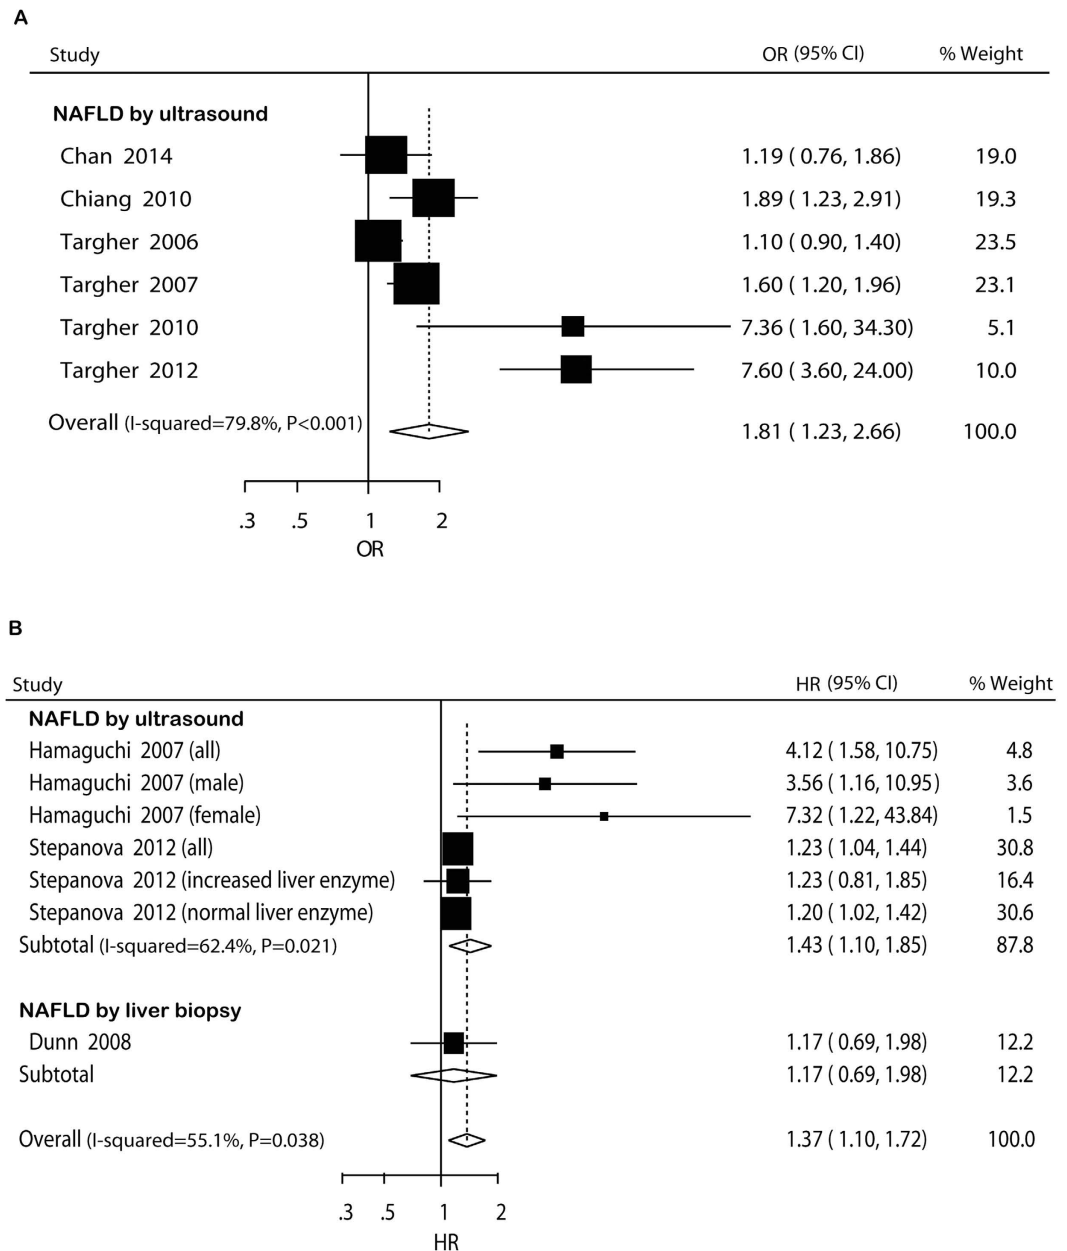 A
Study OR (95% CI) % Weight
NAFLD by ultrasound
Chan 2014 1.19 ( 0.76, 1.86) 19.0
Chiang 2010 1.89 ( 1.23, 2.91) 19.3
Targher 2006 1.10 ( 0.90, 1.40) 23.5
Targher 2007 1.60 ( 1.20, 1.96) 23.1
Targher 2010 7.36 ( 1.60, 34.30) 5.1
Targher 2012 7.60 ( 3.60, 24.00) 10.0
Overall (I-squared=79.8%, P<0.001) 1.81 ( 1.23, 2.66) 100.0
.3 .5 1 2
OR
B
Study HR (95% CI) % Weight
NAFLD by ultrasound
Hamaguchi 2007 (all) 4.12 ( 1.58, 10.75) 4.8
Hamaguchi 2007 (male) 3.56 ( 1.16, 10.95) 3.6
Hamaguchi 2007 (female) 7.32 ( 1.22, 43.84) 1.5
Stepanova 2012 (all) 1.23 ( 1.04, 1.44) 30.8
Stepanova 2012 (increased liver enzyme) 1.23 ( 0.81, 1.85) 16.4
Stepanova 2012 (normal liver enzyme) 1.20 ( 1.02, 1.42) 30.6
Subtotal (I-squared=62.4%, P=0.021) 1.43 ( 1.10, 1.85) 87.8
NAFLD by liver biopsy
Dunn 2008 1.17 ( 0.69, 1.98) 12.2
Subtotal 1.17 ( 0.69, 1.98) 12.2
Overall (I-squared=55.1%, P=0.038) 1.37 ( 1.10, 1.72) 100.0
.3 .5 1 2
HR